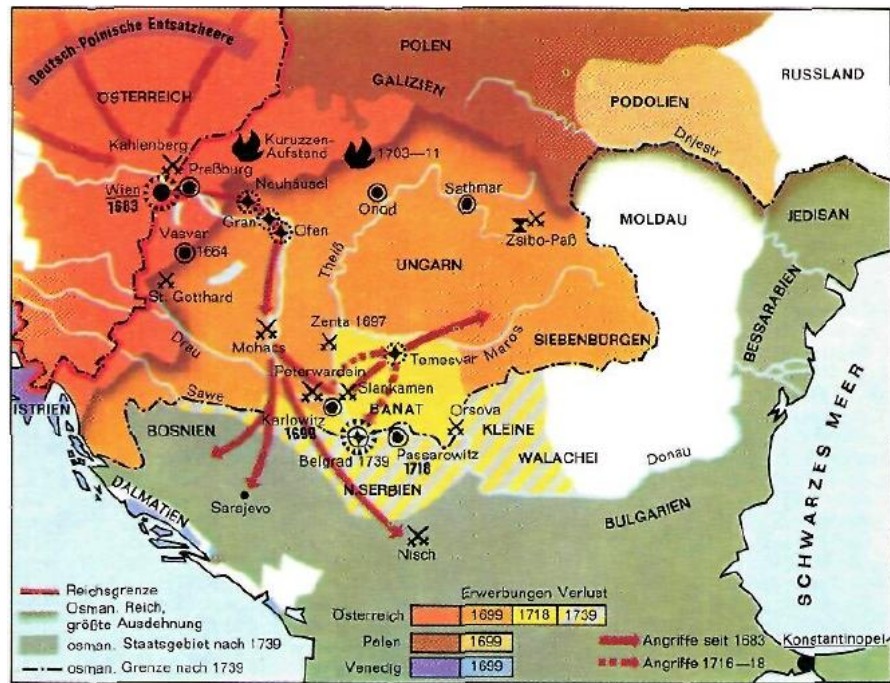 Deutsch-Polnische Entsatzheere
POLEN
RUSSLAND
GALIZIEN
ÖSTERREICH
PODOLIEN
Dnjestr
Kahlenberg
Kuruzzen-
Aufstand
1703—11
Preßburg
Wien
1683
Neuhäusel
Onod
Sathmar
Gran
Ofen
Vasvar
1664
Zsibo-Paß
MOLDAU
JEDISAN
Theiß
UNGARN
St. Gotthard
BESSARABIEN
Drau
Mohacs
Zenta 1697
SIEBENBÜRGEN
Temesvar
Maros
Peterwardein
Slankamen
Sawe
ISTRIEN
Karlowitz
1699
BANAT
Orsova
KLEINE
WALACHEI
BOSNIEN
Belgrad 1739
Passarowitz
1718
Donau
N.SERBIEN
DALMATIEN
Sarajevo
BULGARIEN
Nisch
SCHWARZES MEER
Konstantinopel
Reichsgrenze
Osman. Reich,
größte Ausdehnung
osman. Staatsgebiet nach 1739
osman. Grenze nach 1739
Erwerbungen Verlust
Österreich 1699 1718 1739
Polen 1699
Venedig 1699
Angriffe seit 1683
Angriffe 1716—18